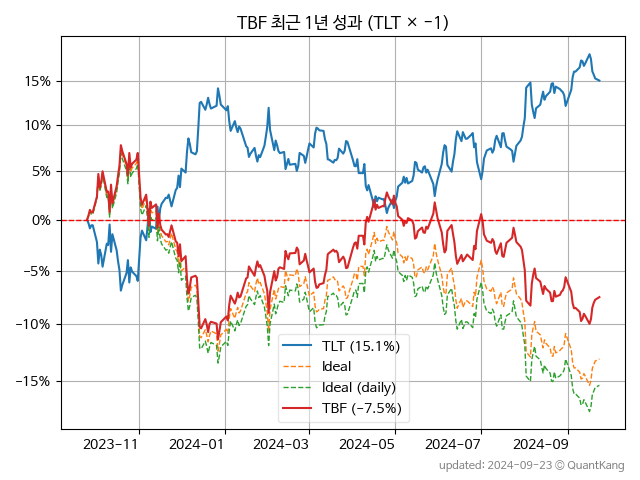 TBF 최근 1년 성과 (TLT × −1)
15%
10%
5%
0%
−5%
−10%
−15%
TLT (15.1%)
Ideal
Ideal (daily)
TBF (−7.5%)
2023−11
2024−01
2024−03
2024−05
2024−07
2024−09
updated: 2024−09−23 © QuantKang